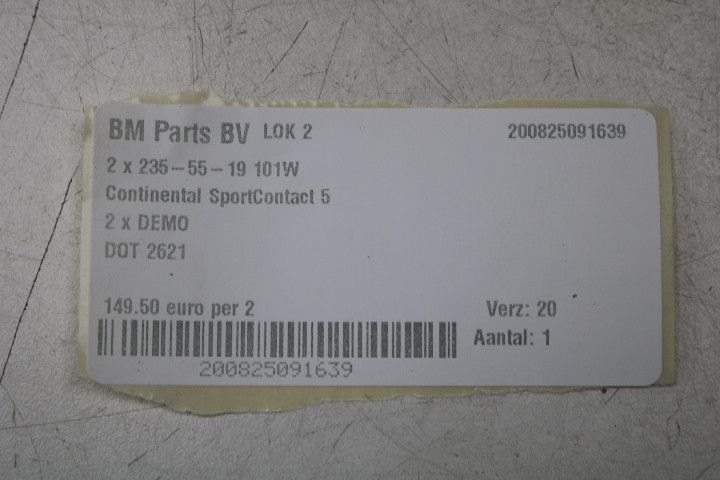 BM Parts BV LOK 2 200825091639
2 x 235-55-19 101W
Continental SportContact 5
2 x DEMO
DOT 2621
149.50 euro per 2 Verz: 20
Aantal: 1
200825091639